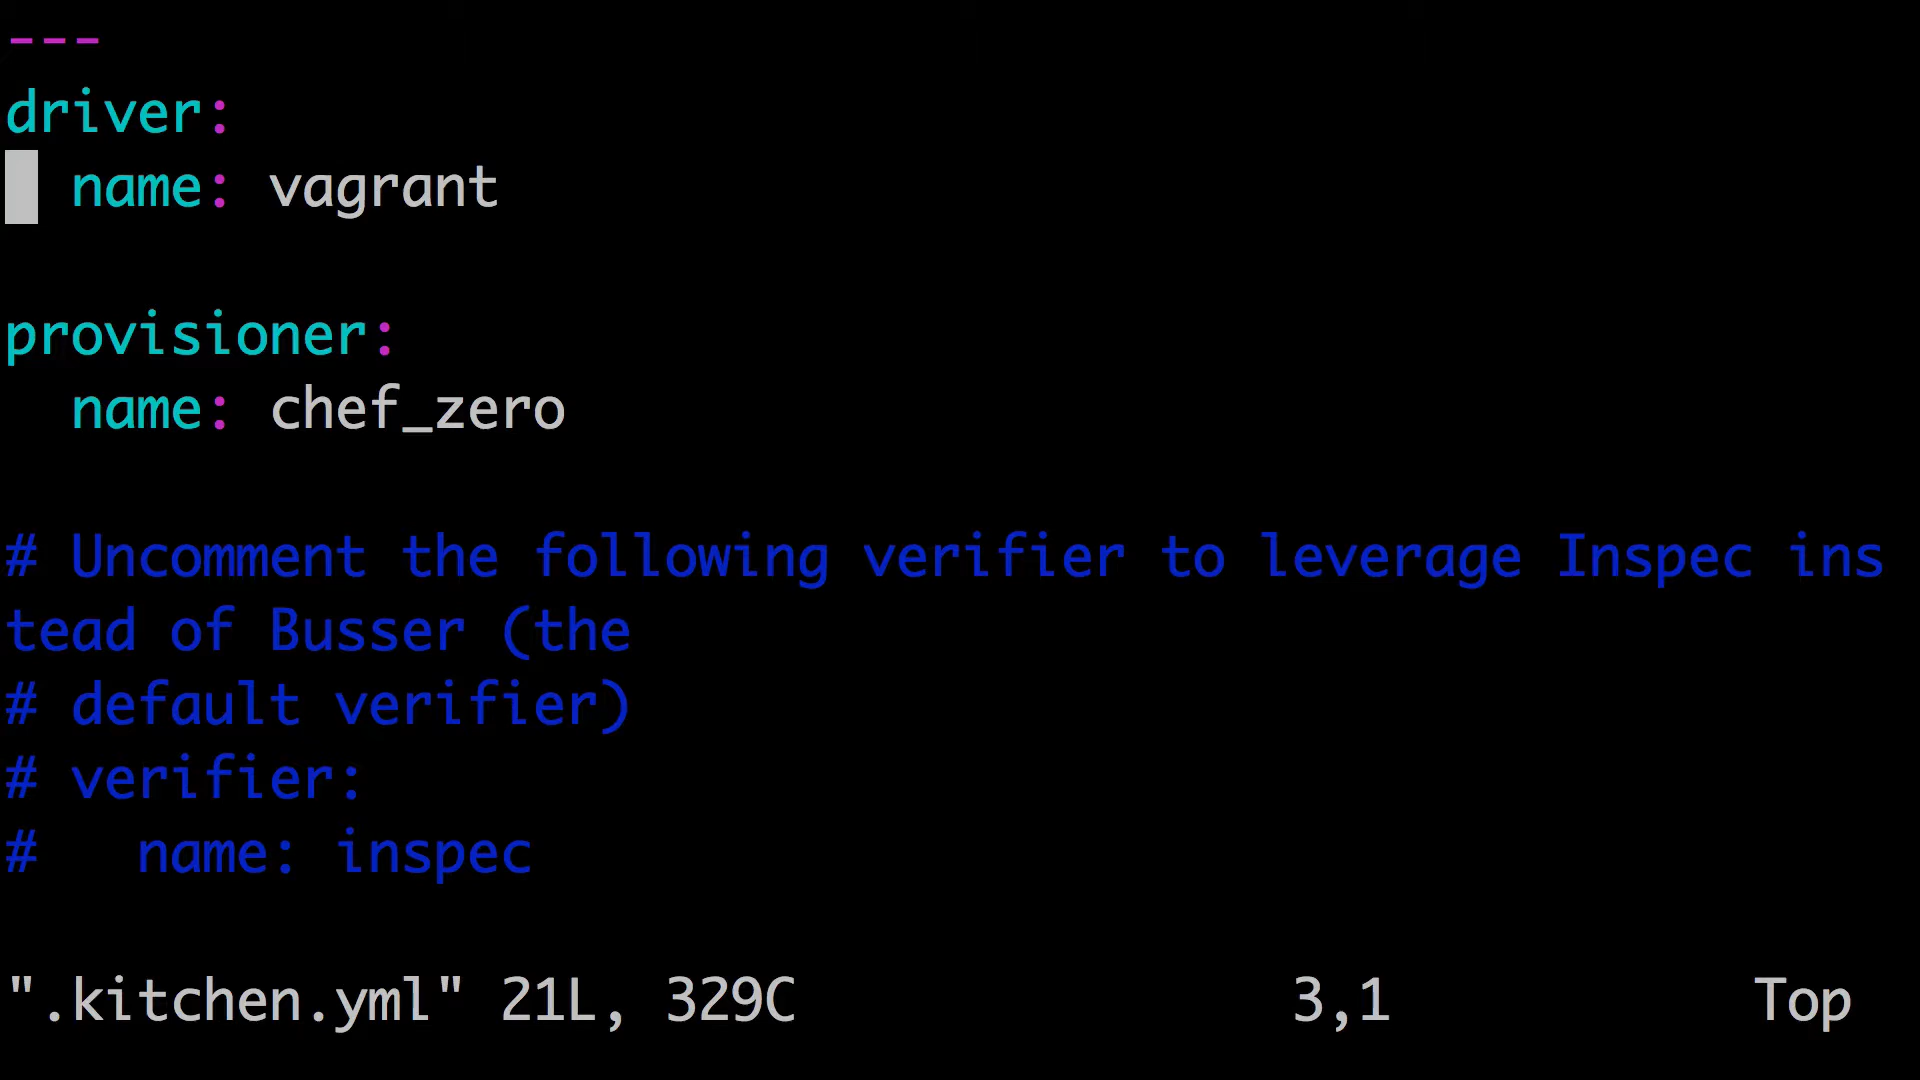 ---
driver:
  name: vagrant

provisioner:
  name: chef_zero

# Uncomment the following verifier to leverage Inspec ins
tead of Busser (the
# default verifier)
# verifier:
#   name: inspec

".kitchen.yml" 21L, 329C 3,1 Top